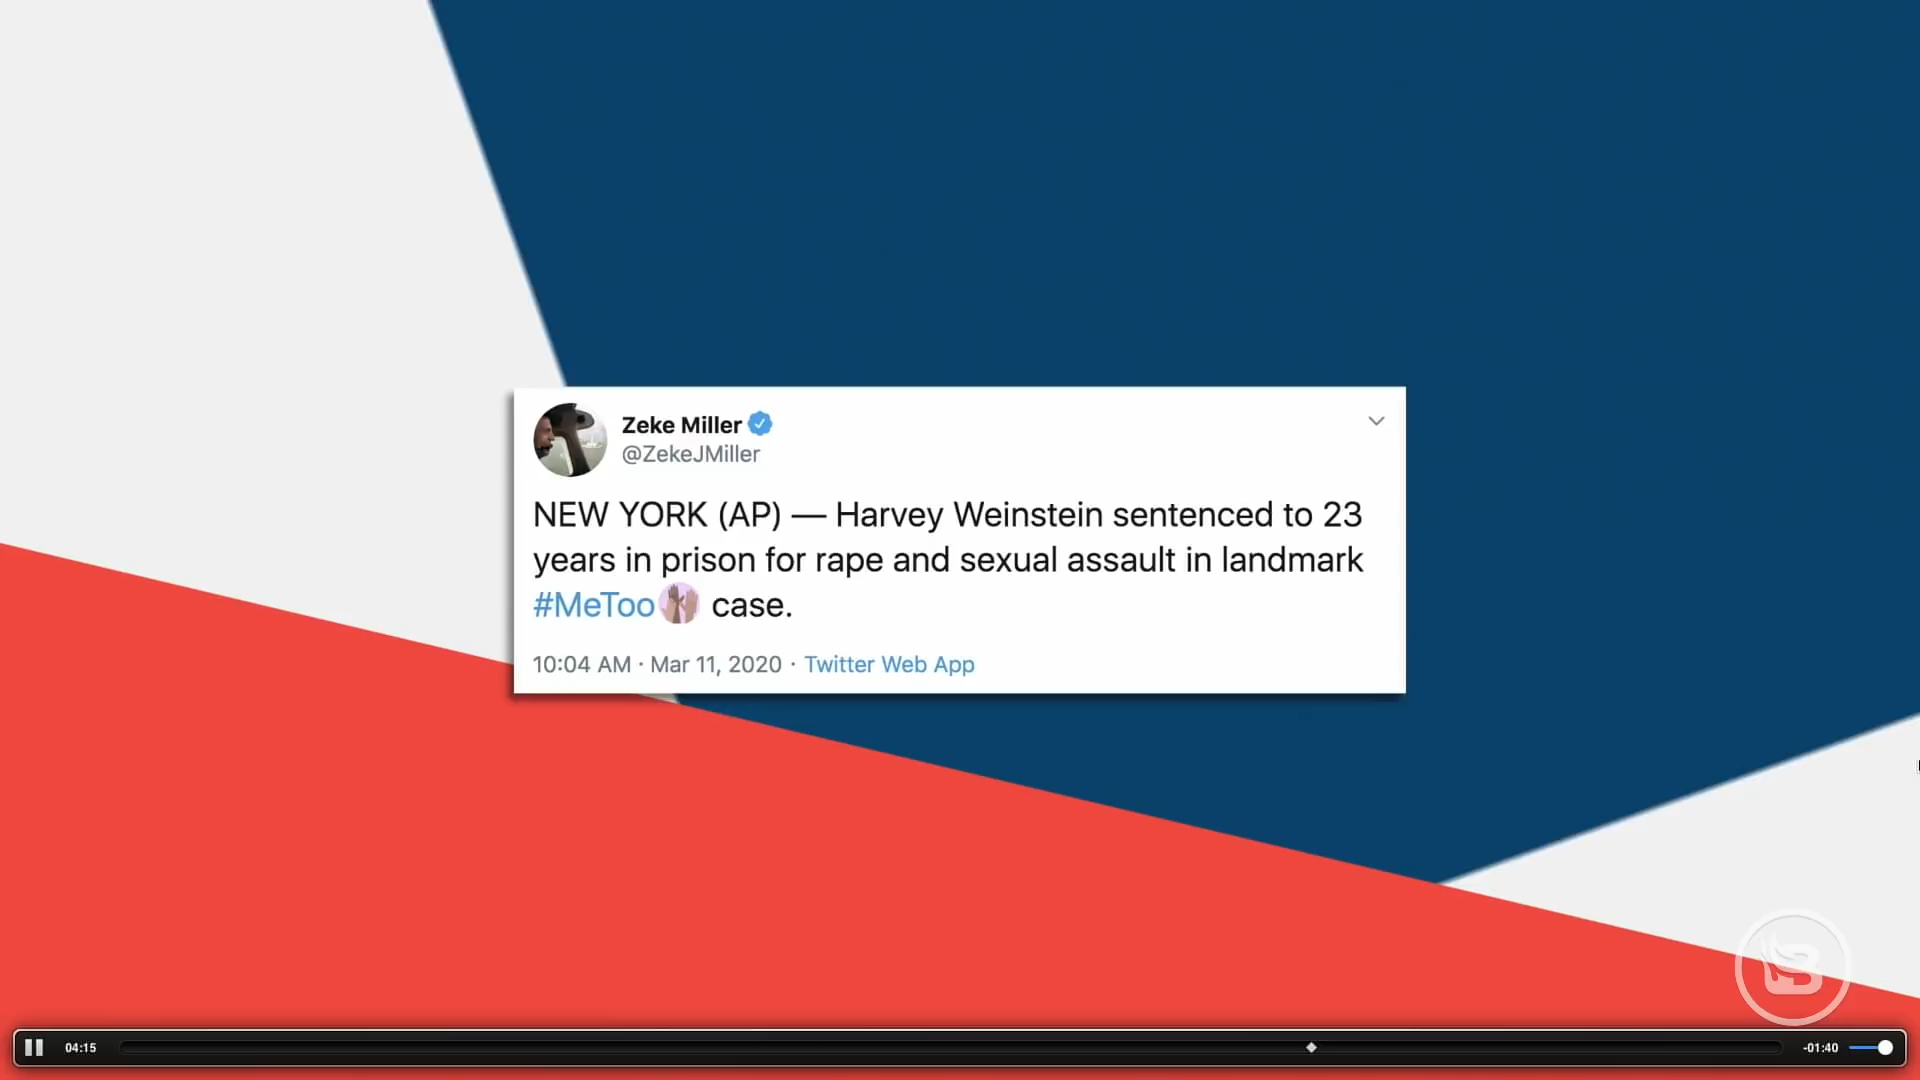 Zeke Miller
@ZekeJMiller
NEW YORK (AP) — Harvey Weinstein sentenced to 23
years in prison for rape and sexual assault in landmark
#MeToo case.
10:04 AM · Mar 11, 2020 · Twitter Web App
B
04:15
-01:40